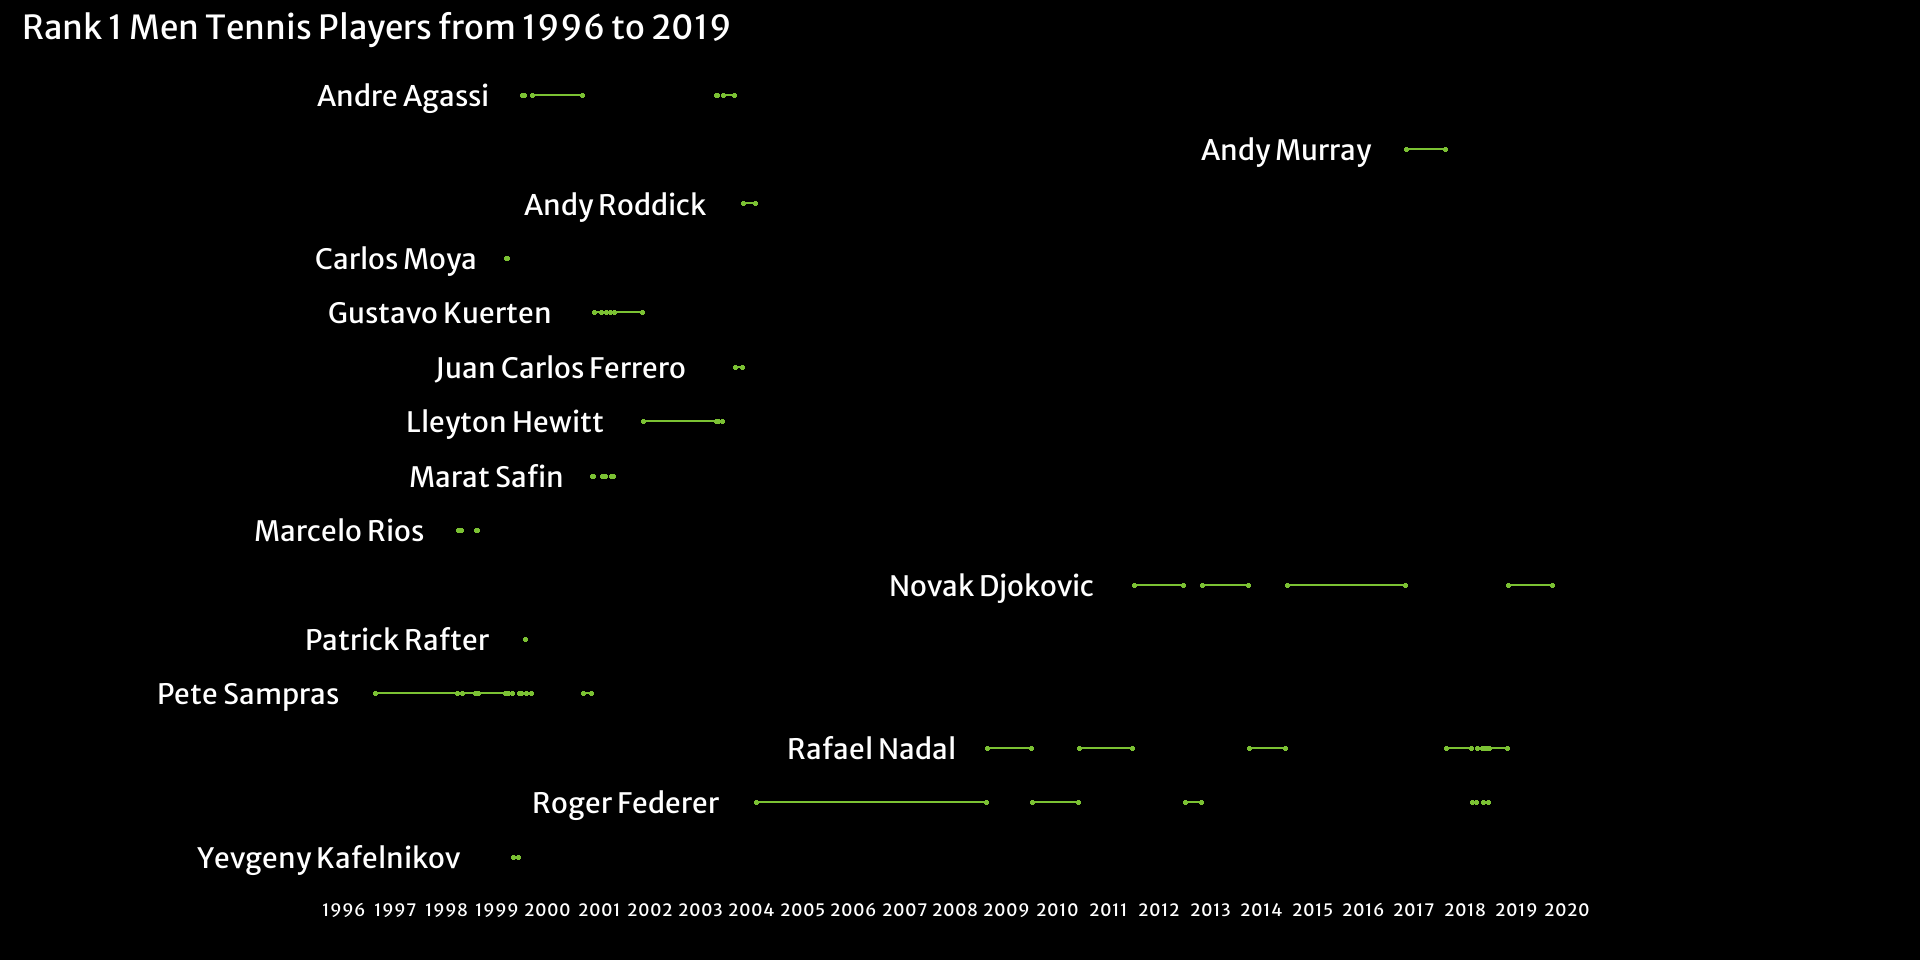 Rank 1 Men Tennis Players from 1996 to 2019
Andre Agassi
Andy Murray
Andy Roddick
Carlos Moya
Gustavo Kuerten
Juan Carlos Ferrero
Lleyton Hewitt
Marat Safin
Marcelo Rios
Novak Djokovic
Patrick Rafter
Pete Sampras
Rafael Nadal
Roger Federer
Yevgeny Kafelnikov
1996 1997 1998 1999 2000 2001 2002 2003 2004 2005 2006 2007 2008 2009 2010 2011 2012 2013 2014 2015 2016 2017 2018 2019 2020